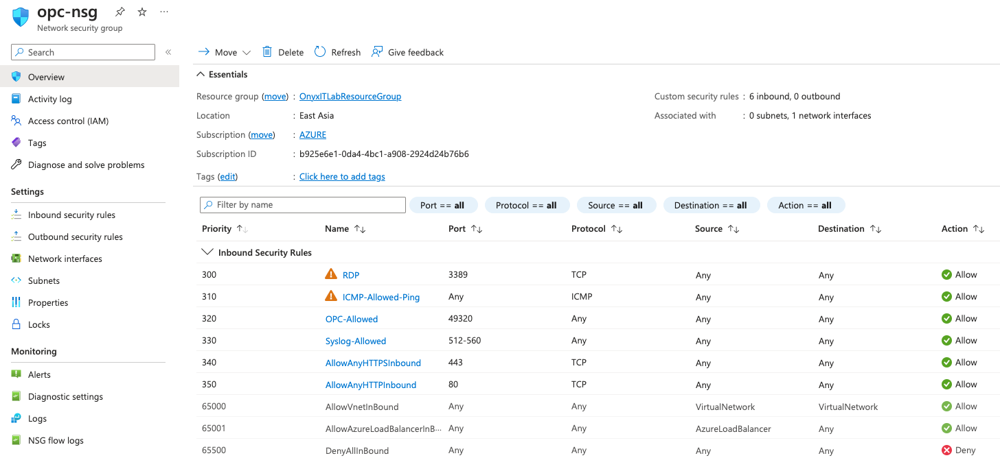 opc-nsg
Network security group
Search
Overview
Activity log
Access control (IAM)
Tags
Diagnose and solve problems
Settings
Inbound security rules
Outbound security rules
Network interfaces
Subnets
Properties
Locks
Monitoring
Alerts
Diagnostic settings
Logs
NSG flow logs
Move Delete Refresh Give feedback
Essentials
Resource group (move) : OnyxITLabResourceGroup Custom security rules : 6 inbound, 0 outbound
Location : East Asia Associated with : 0 subnets, 1 network interfaces
Subscription (move) : AZURE
Subscription ID : b925e6e1-0da4-4bc1-a908-2924d24b76b6
Tags (edit) : Click here to add tags
Filter by name Port == all Protocol == all Source == all Destination == all Action == all
Priority Name Port Protocol Source Destination Action
Inbound Security Rules
300 RDP 3389 TCP Any Any Allow
310 ICMP-Allowed-Ping Any ICMP Any Any Allow
320 OPC-Allowed 49320 Any Any Any Allow
330 Syslog-Allowed 512-560 Any Any Any Allow
340 AllowAnyHTTPSInbound 443 TCP Any Any Allow
350 AllowAnyHTTPInbound 80 TCP Any Any Allow
65000 AllowVnetInBound Any Any VirtualNetwork VirtualNetwork Allow
65001 AllowAzureLoadBalancerInB... Any Any AzureLoadBalancer Any Allow
65500 DenyAllInBound Any Any Any Any Deny